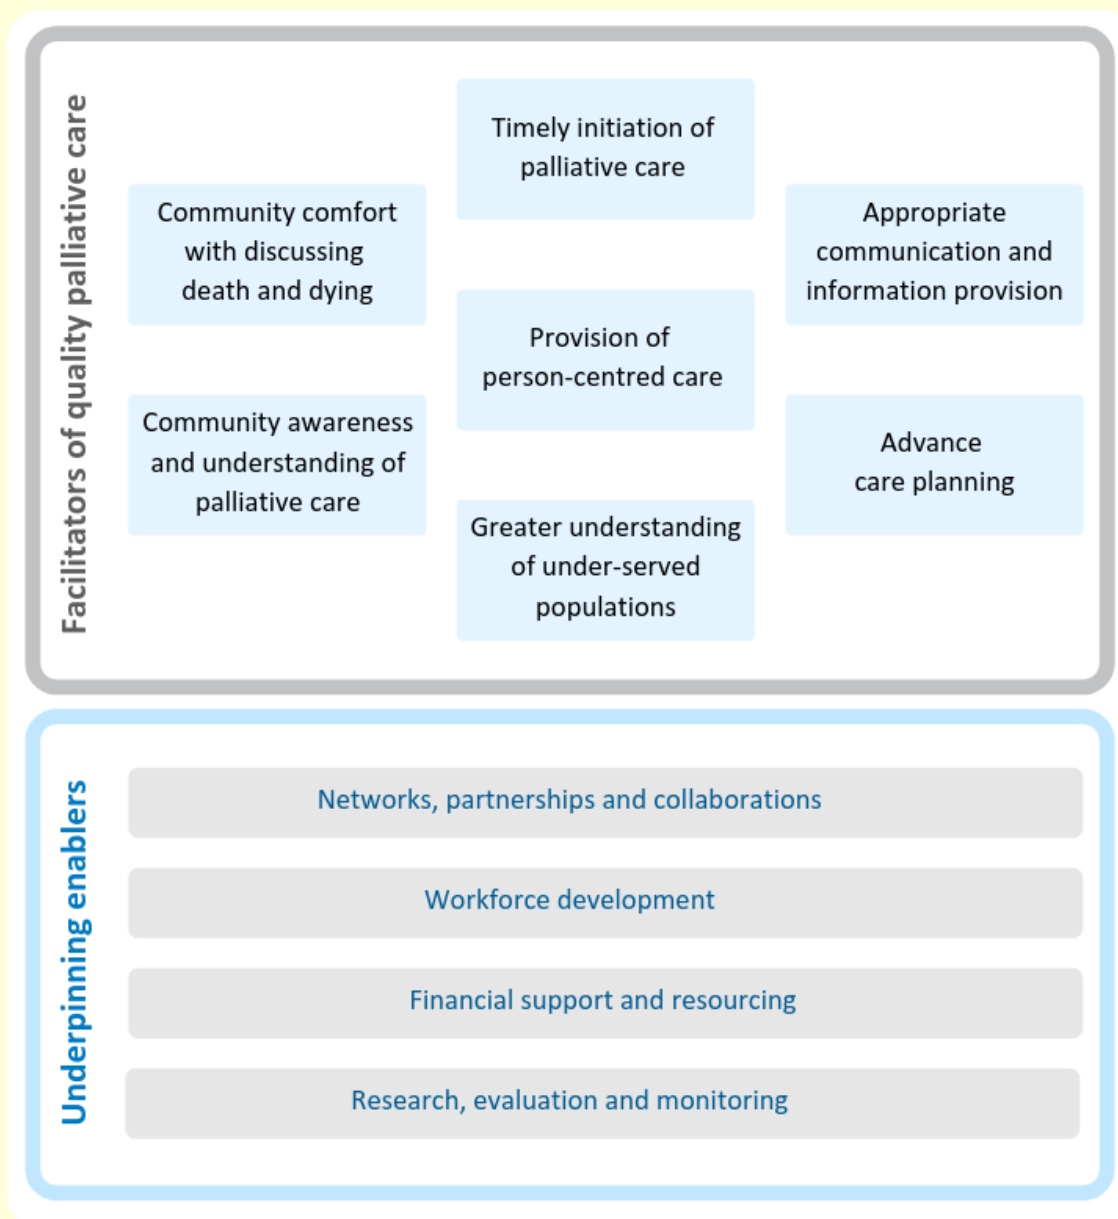 Facilitators of quality palliative care
Timely initiation of
palliative care
Community comfort
with discussing
death and dying
Appropriate
communication and
information provision
Provision of
person-centred care
Community awareness
and understanding of
palliative care
Advance
care planning
Greater understanding
of under-served
populations
Underpinning enablers
Networks, partnerships and collaborations
Workforce development
Financial support and resourcing
Research, evaluation and monitoring